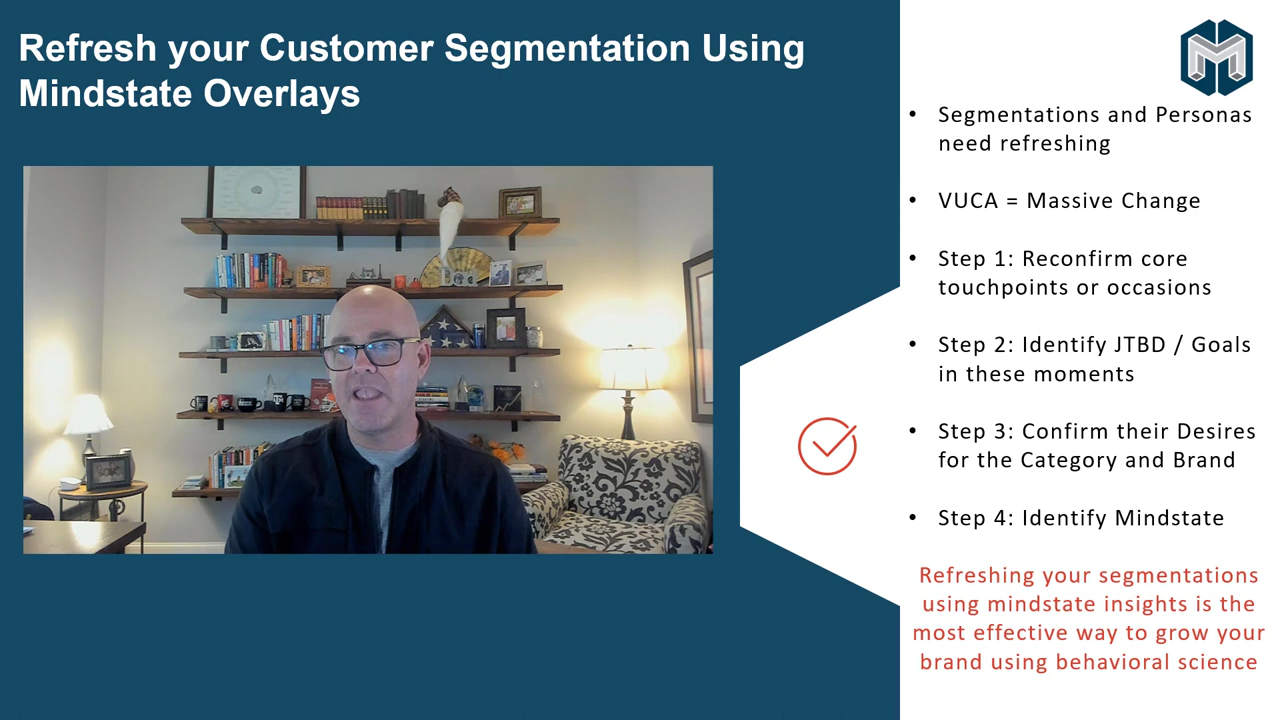 Refresh your Customer Segmentation Using
Mindstate Overlays
• Segmentations and Personas
need refreshing
• VUCA = Massive Change
• Step 1: Reconfirm core
touchpoints or occasions
• Step 2: Identify JTBD / Goals
in these moments
• Step 3: Confirm their Desires
for the Category and Brand
• Step 4: Identify Mindstate
Refreshing your segmentations
using mindstate insights is the
most effective way to grow your
brand using behavioral science